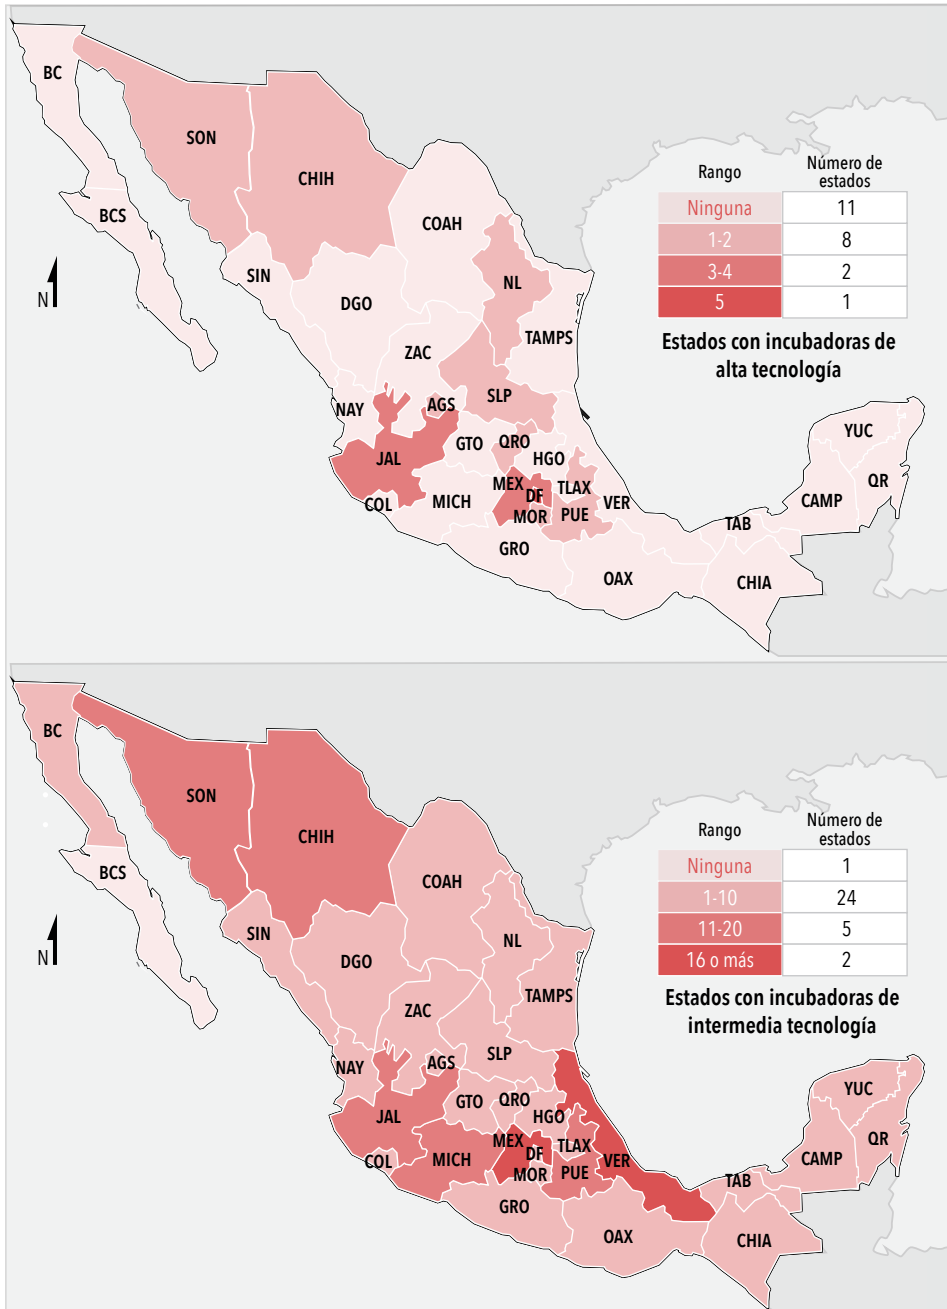 BC
SON
CHIH
BCS
COAH
SIN
NL
DGO
TAMPS
ZAC
SLP
NAY
AGS
GTO
QRO
JAL
HGO
MEX
TLAX
DF
COL
MICH
MOR
PUE
VER
GRO
OAX
TAB
CHIA
CAMP
YUC
QR
N
Rango Número de estados
Ninguna 11
1-2 8
3-4 2
5 1
Estados con incubadoras de
alta tecnología
BC
SON
CHIH
BCS
COAH
SIN
NL
DGO
TAMPS
ZAC
SLP
NAY
AGS
GTO
QRO
JAL
HGO
MEX
TLAX
DF
COL
MICH
MOR
PUE
VER
GRO
OAX
TAB
CHIA
CAMP
YUC
QR
N
Rango Número de estados
Ninguna 1
1-10 24
11-20 5
16 o más 2
Estados con incubadoras de
intermedia tecnología